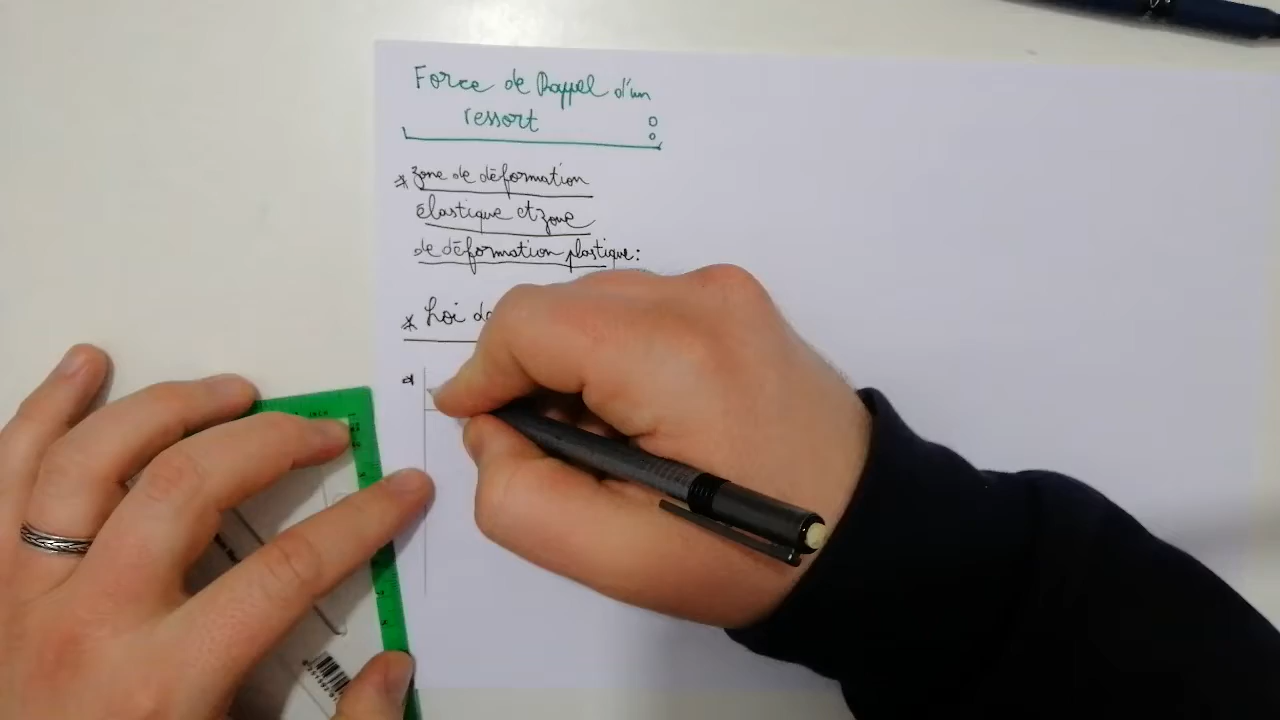 Force de Rappel d'un
ressort :
* zone de déformation
élastique et zone
de déformation plastique:
* Loi de
a)